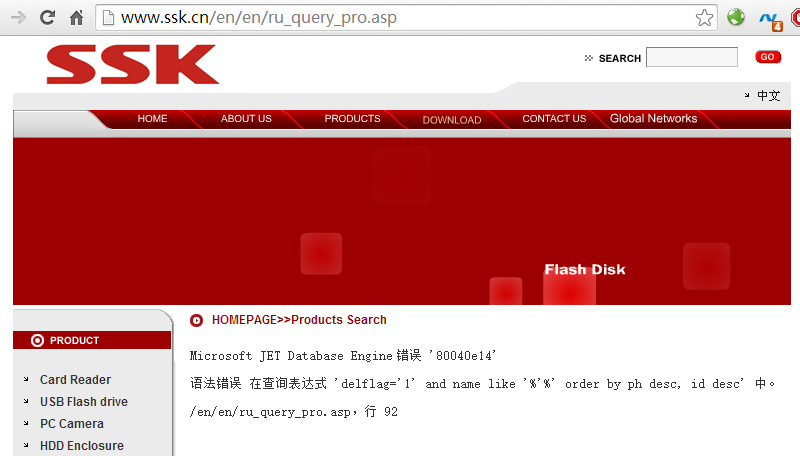 www.ssk.cn/en/en/ru_query_pro.asp
4
SSK
SEARCH GO
中文
HOME ABOUT US PRODUCTS DOWNLOAD CONTACT US Global Networks
Flash Disk
HOMEPAGE>>Products Search
PRODUCT
Card Reader
USB Flash drive
PC Camera
HDD Enclosure
Microsoft JET Database Engine 错误 '80040e14'
语法错误 在查询表达式 'delflag='1' and name like '%'%' order by ph desc, id desc' 中。
/en/en/ru_query_pro.asp，行 92